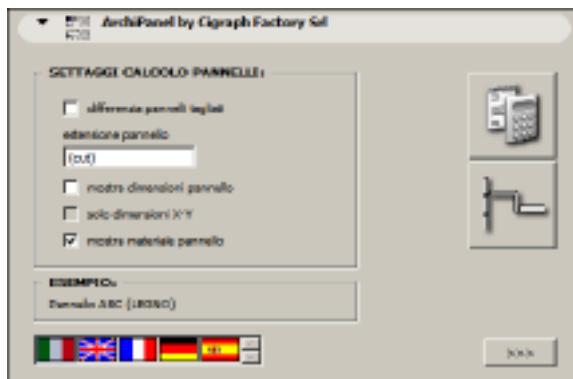 ArchiPanel by Cigraph Factory Srl
SETTAGGI CALCOLO PANNELLI:
differenzia pannelli tagliati
estensione pannello
(cut)
mostra dimensioni pannello
solo dimensioni X-Y
mostra materiale pannello
ESEMPIO:
Pannello ABC (LEGNO)
>>>